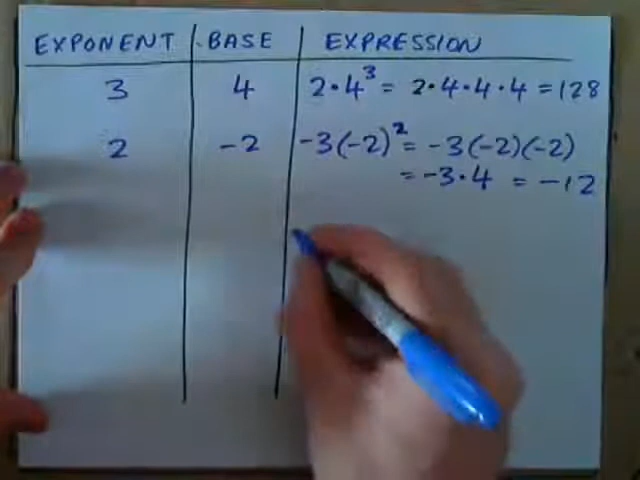 EXPONENT BASE EXPRESSION
3 4 2·4³ = 2·4·4·4 = 128
2 -2 -3(-2)² = -3(-2)(-2)
= -3·4 = -12